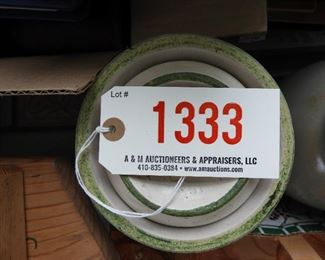 Lot #
1333
A & M AUCTIONEERS & APPRAISERS, LLC
410-835-0384 • www.amauctions.com